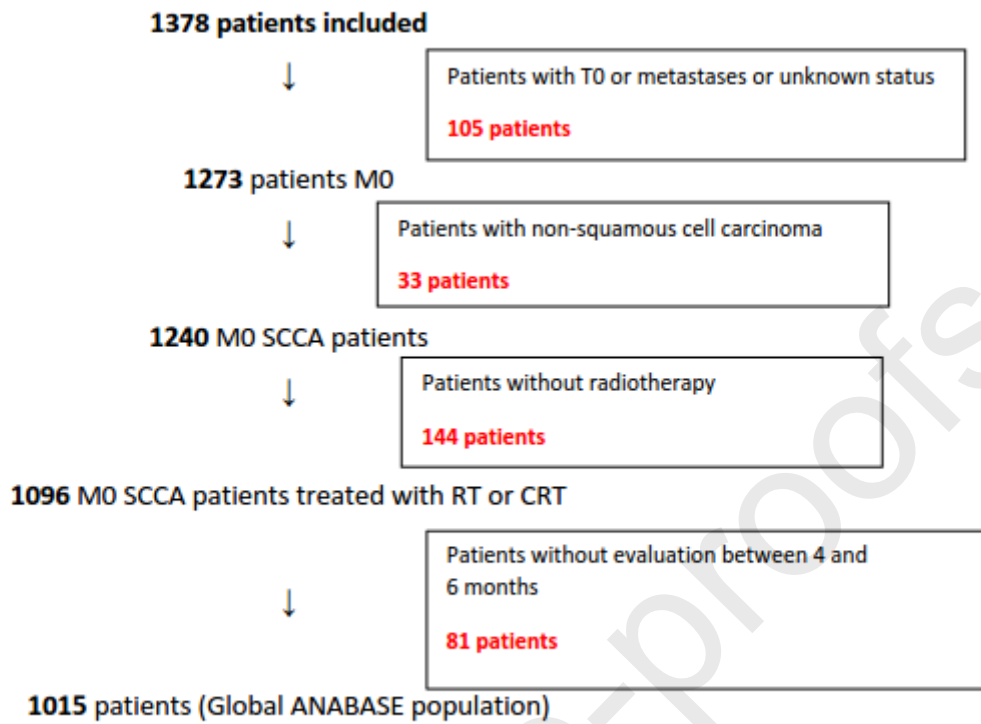 1378 patients included
↓
Patients with T0 or metastases or unknown status
105 patients
1273 patients M0
↓
Patients with non-squamous cell carcinoma
33 patients
1240 M0 SCCA patients
↓
Patients without radiotherapy
144 patients
1096 M0 SCCA patients treated with RT or CRT
↓
Patients without evaluation between 4 and
6 months
81 patients
1015 patients (Global ANABASE population)
-proofs